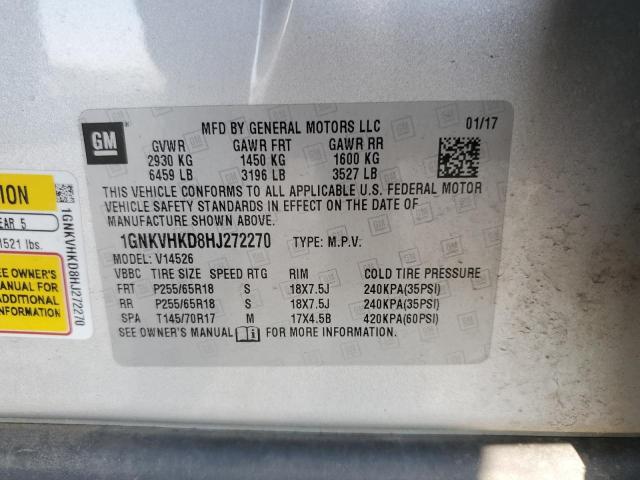 GM
MFD BY GENERAL MOTORS LLC 01/17
GVWR GAWR FRT GAWR RR
2930 KG 1450 KG 1600 KG
6459 LB 3196 LB 3527 LB
THIS VEHICLE CONFORMS TO ALL APPLICABLE U.S. FEDERAL MOTOR
VEHICLE SAFETY STANDARDS IN EFFECT ON THE DATE OF
MANUFACTURE SHOWN ABOVE.
1GNKVHKD8HJ272270 TYPE: M.P.V.
MODEL: V14526
VBBC TIRE SIZE SPEED RTG RIM COLD TIRE PRESSURE
FRT P255/65R18 S 18X7.5J 240KPA(35PSI)
RR P255/65R18 S 18X7.5J 240KPA(35PSI)
SPA T145/70R17 M 17X4.5B 420KPA(60PSI)
SEE OWNER'S MANUAL FOR MORE INFORMATION
ION
EAR 5
1521 lbs.
SEE OWNER'S
MANUAL FOR
ADDITIONAL
INFORMATION
1GNKVHKD8HJ272270